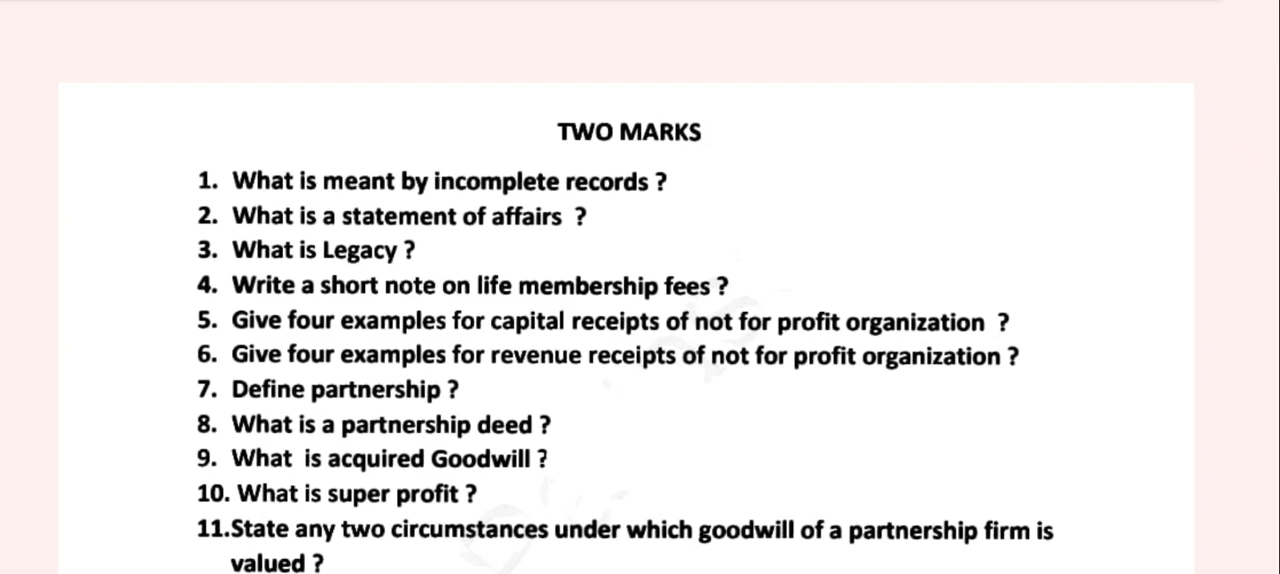 TWO MARKS
1. What is meant by incomplete records ?
2. What is a statement of affairs ?
3. What is Legacy ?
4. Write a short note on life membership fees ?
5. Give four examples for capital receipts of not for profit organization ?
6. Give four examples for revenue receipts of not for profit organization ?
7. Define partnership ?
8. What is a partnership deed ?
9. What is acquired Goodwill ?
10. What is super profit ?
11.State any two circumstances under which goodwill of a partnership firm is
valued ?